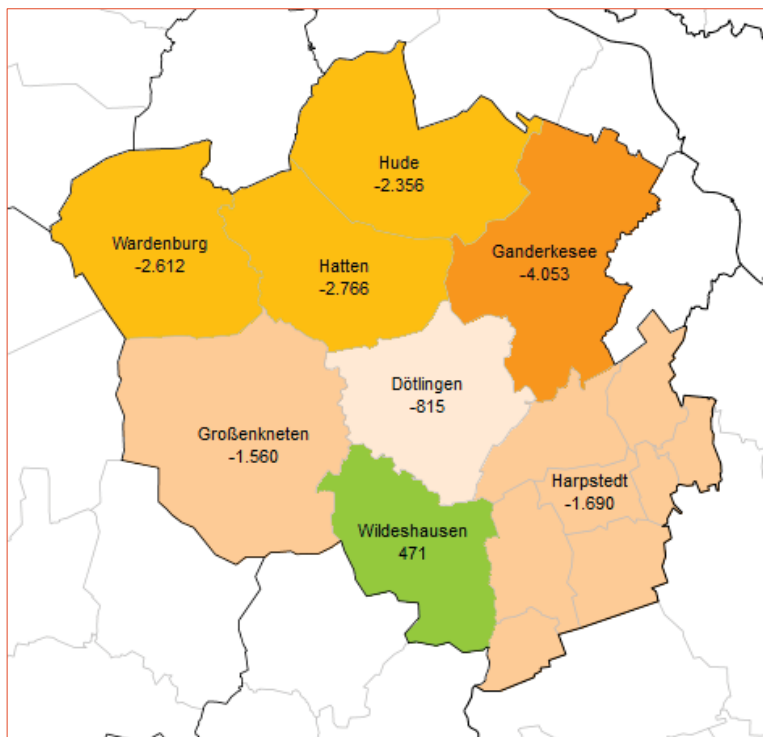 Hude
-2.356
Wardenburg
-2.612
Hatten
-2.766
Ganderkesee
-4.053
Dötlingen
-815
Großenkneten
-1.560
Harpstedt
-1.690
Wildeshausen
471